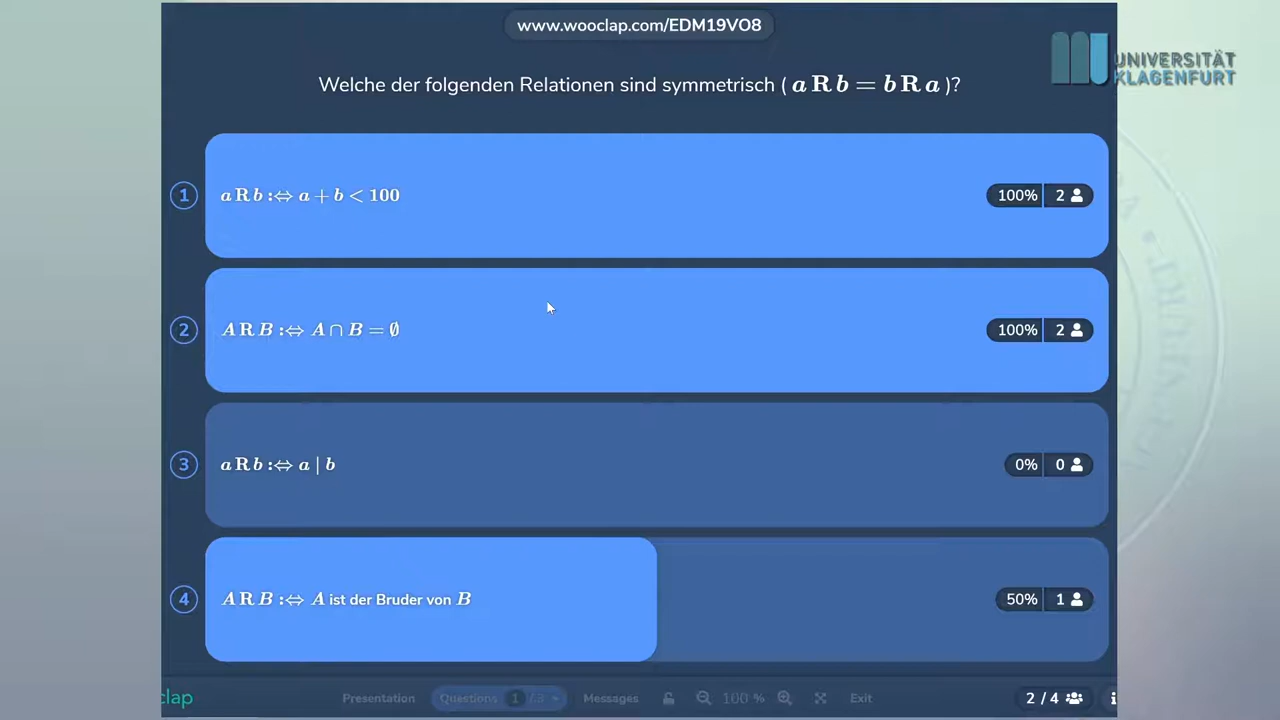 www.wooclap.com/EDM19VO8
UNIVERSITÄT
KLAGENFURT
Welche der folgenden Relationen sind symmetrisch ( a R b = b R a )?
1 a R b :⇔ a + b < 100 100% 2
2 A R B :⇔ A ∩ B = ∅ 100% 2
3 a R b :⇔ a | b 0% 0
4 A R B :⇔ A ist der Bruder von B 50% 1
clap Presentation Questions 1 Messages 100 % Exit 2 / 4